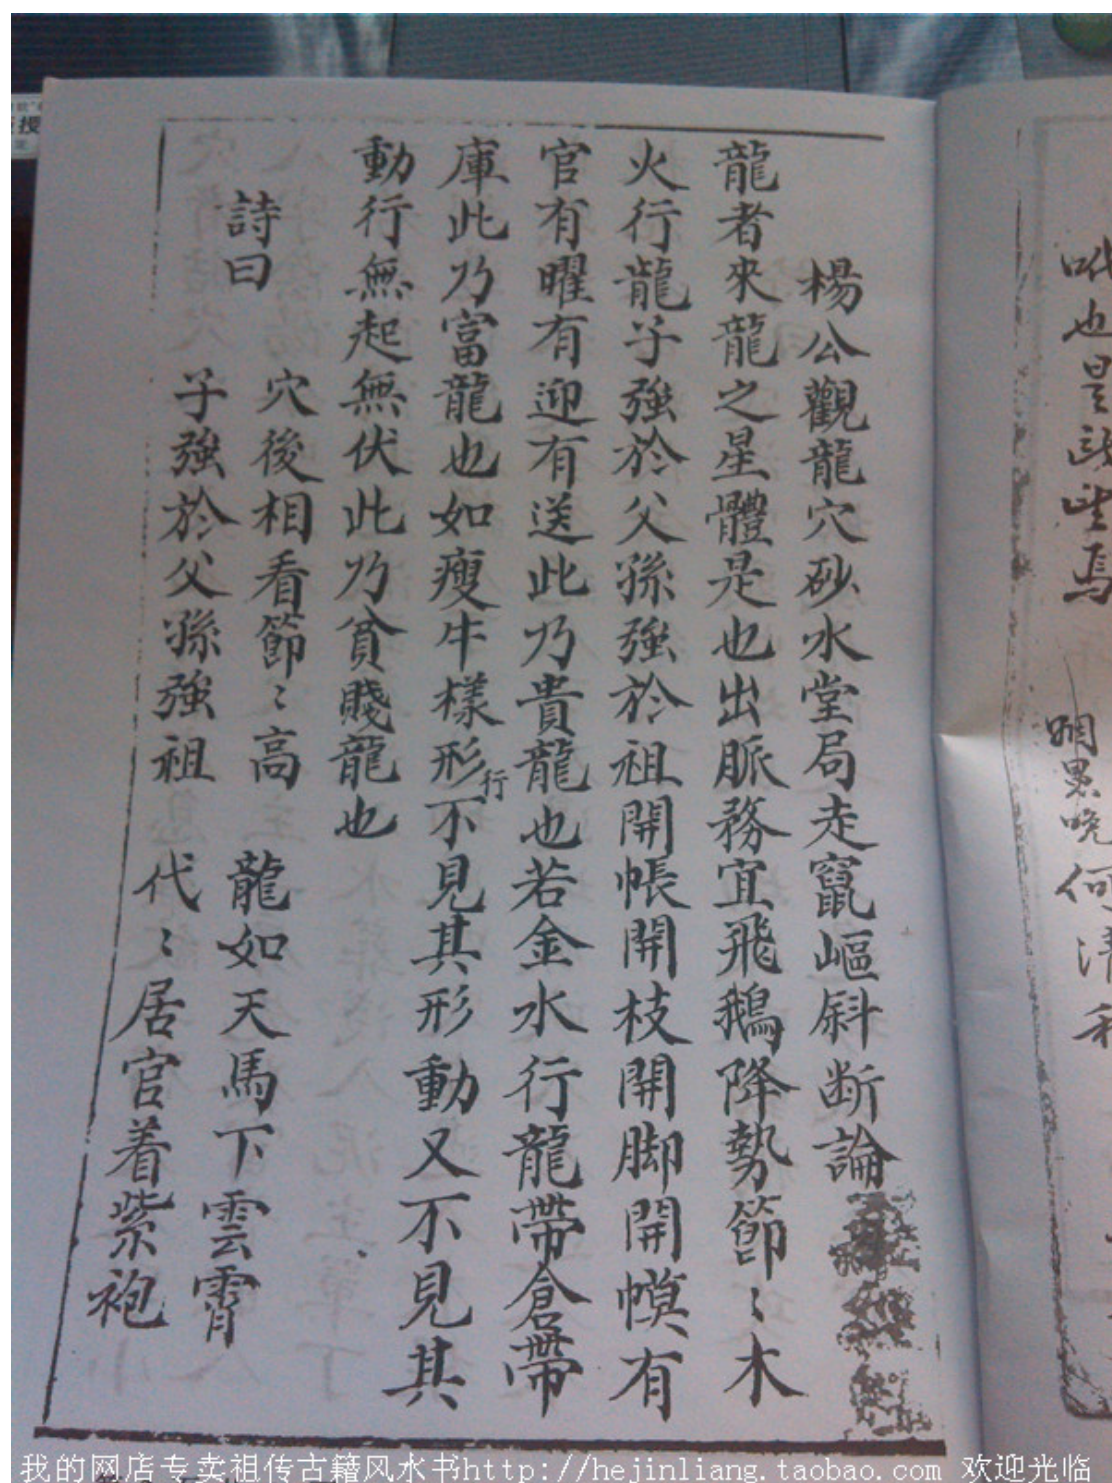 楊公觀龍穴砂水堂局走竄嶇斜断論
龍者來龍之星體是也出脈務宜飛鵝降勢節〻木
火行龍子強於父孫強於祖開帳開枝開脚開幙有
官有曜有迎有送此乃貴龍也若金水行龍帶倉帶
庫此乃富龍也如瘦牛樣形行不見其形動又不見其
動行無起無伏此乃貧賤龍也
詩曰
穴後相看節〻高 龍如天馬下雲霄
子強於父孫強祖 代〻居官着紫袍
我的网店专卖祖传古籍风水书http://hejinliang.taobao.com 欢迎光临